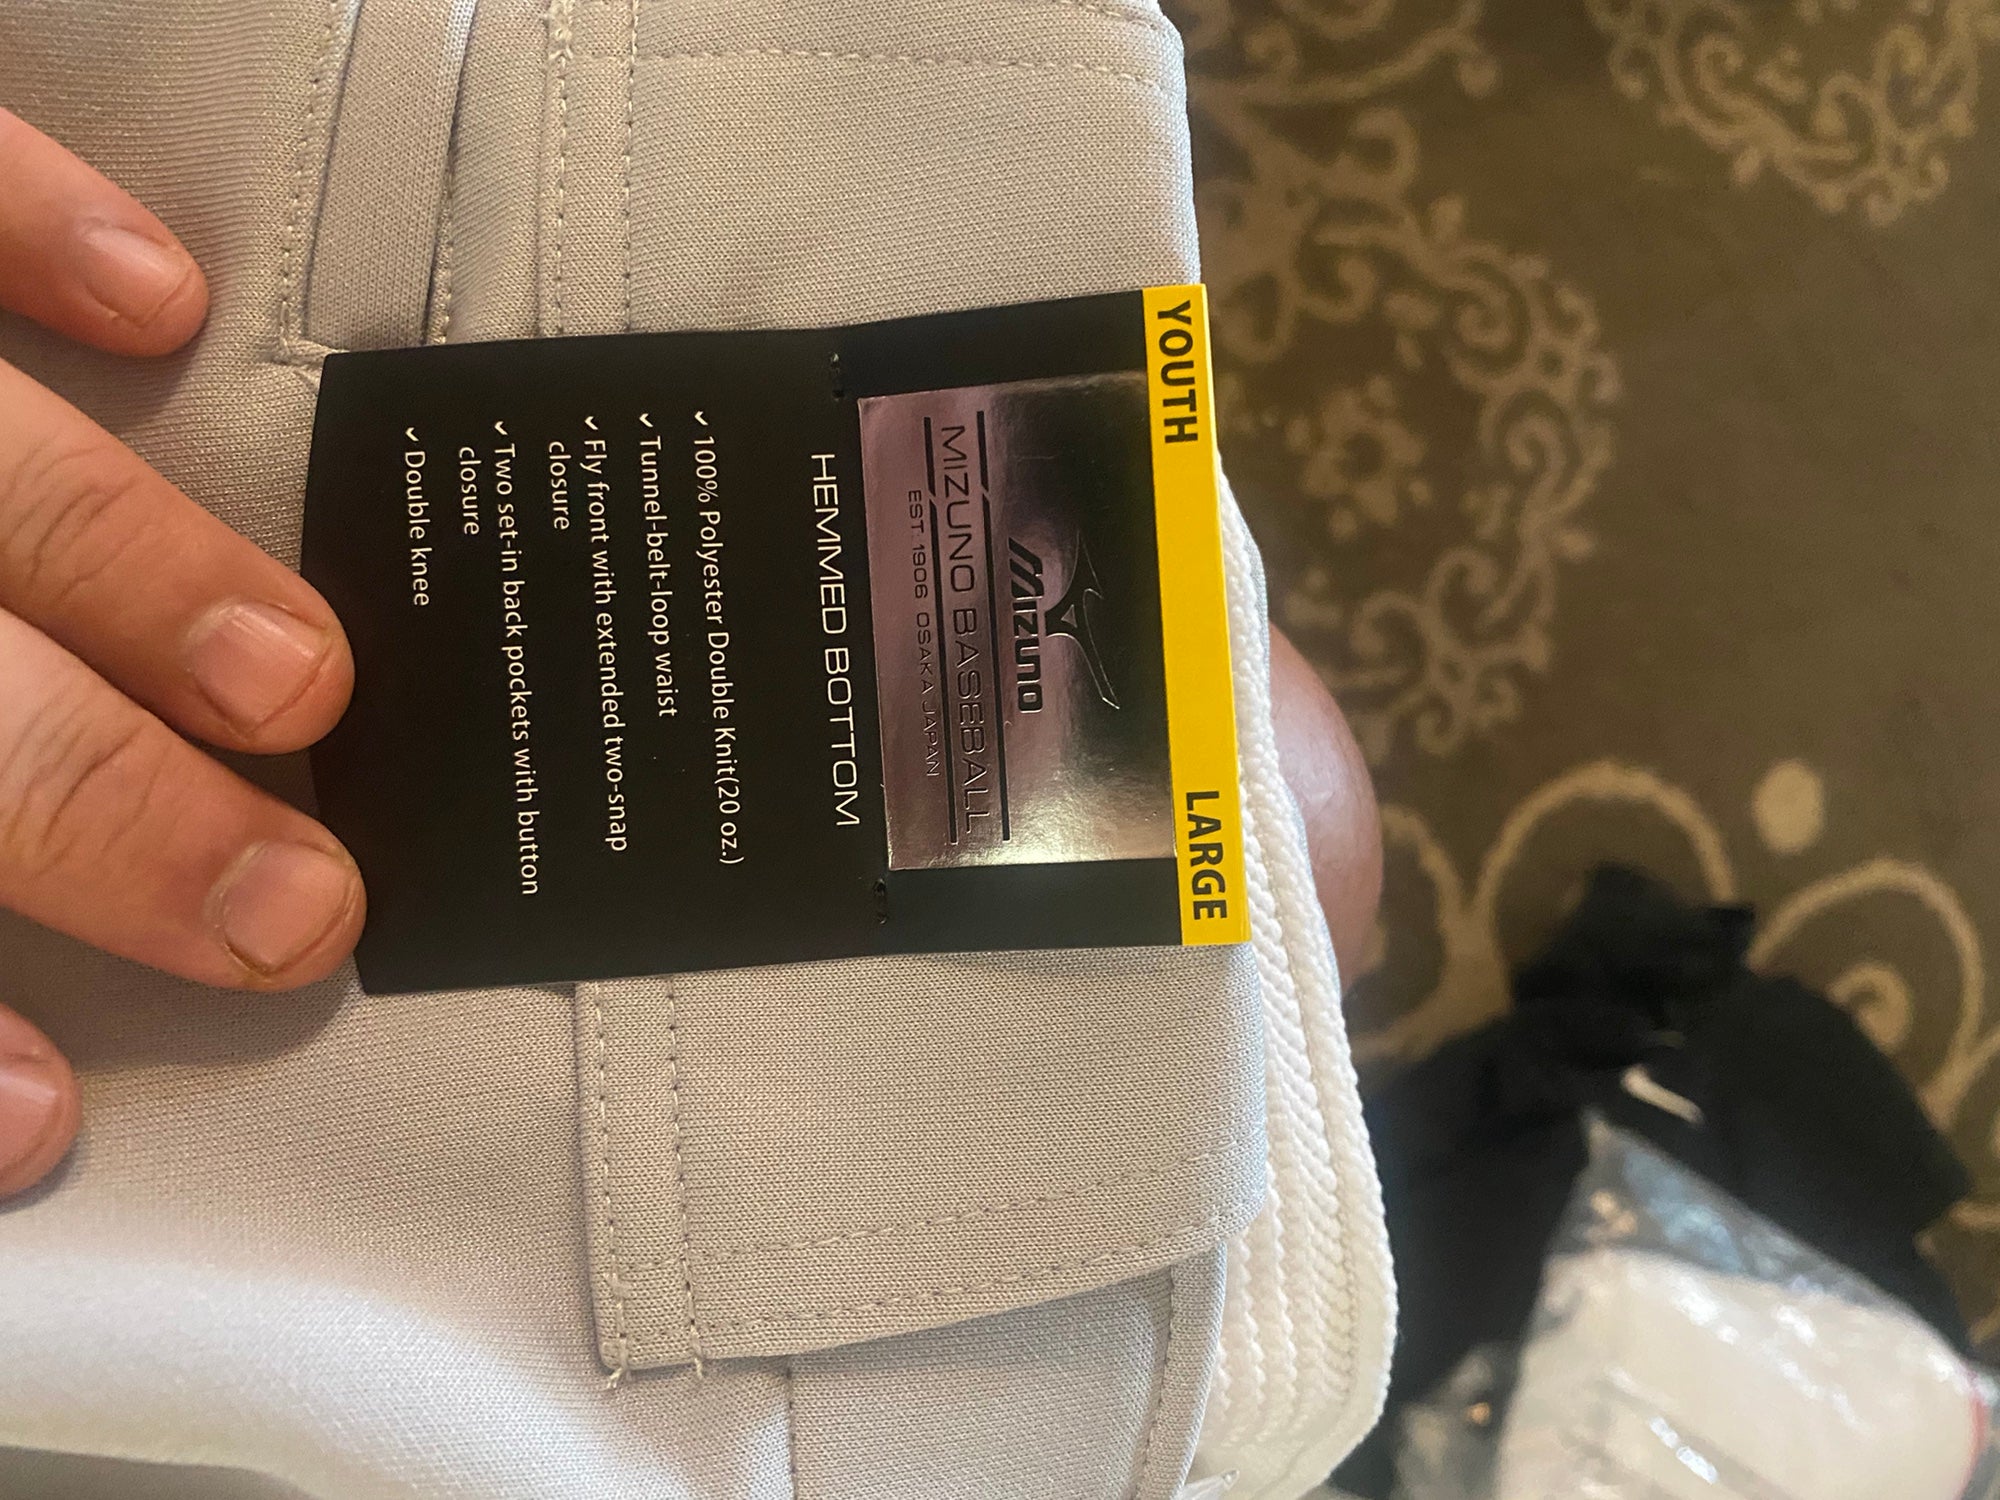 YOUTH LARGE
mizuno
MIZUNO BASEBALL
EST. 1906 OSAKA JAPAN
HEMMED BOTTOM
✓ 100% Polyester Double Knit(20 oz.)
✓ Tunnel-belt-loop waist
✓ Fly front with extended two-snap
closure
✓ Two set-in back pockets with button
closure
✓ Double knee